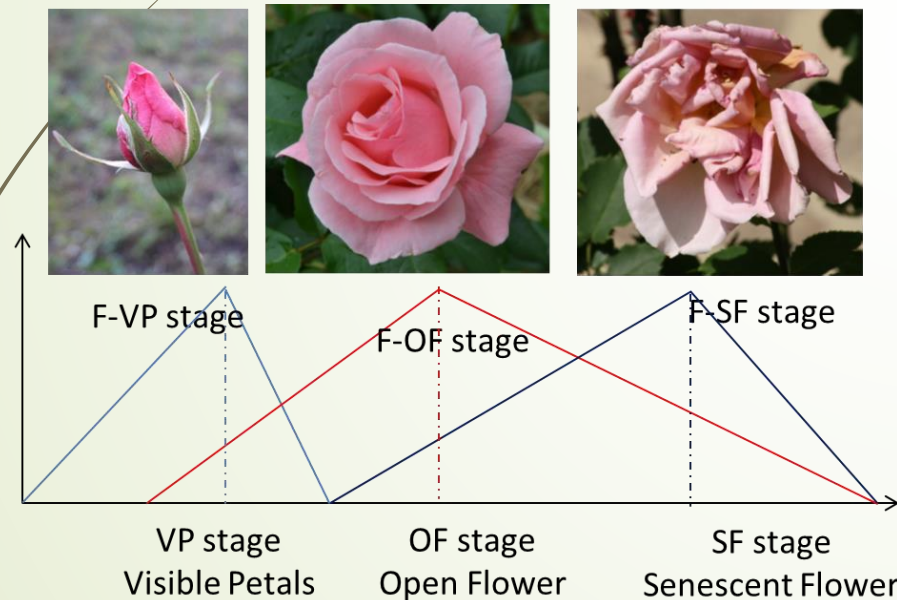 F-VP stage
F-OF stage
F-SF stage
VP stage
Visible Petals
OF stage
Open Flower
SF stage
Senescent Flower